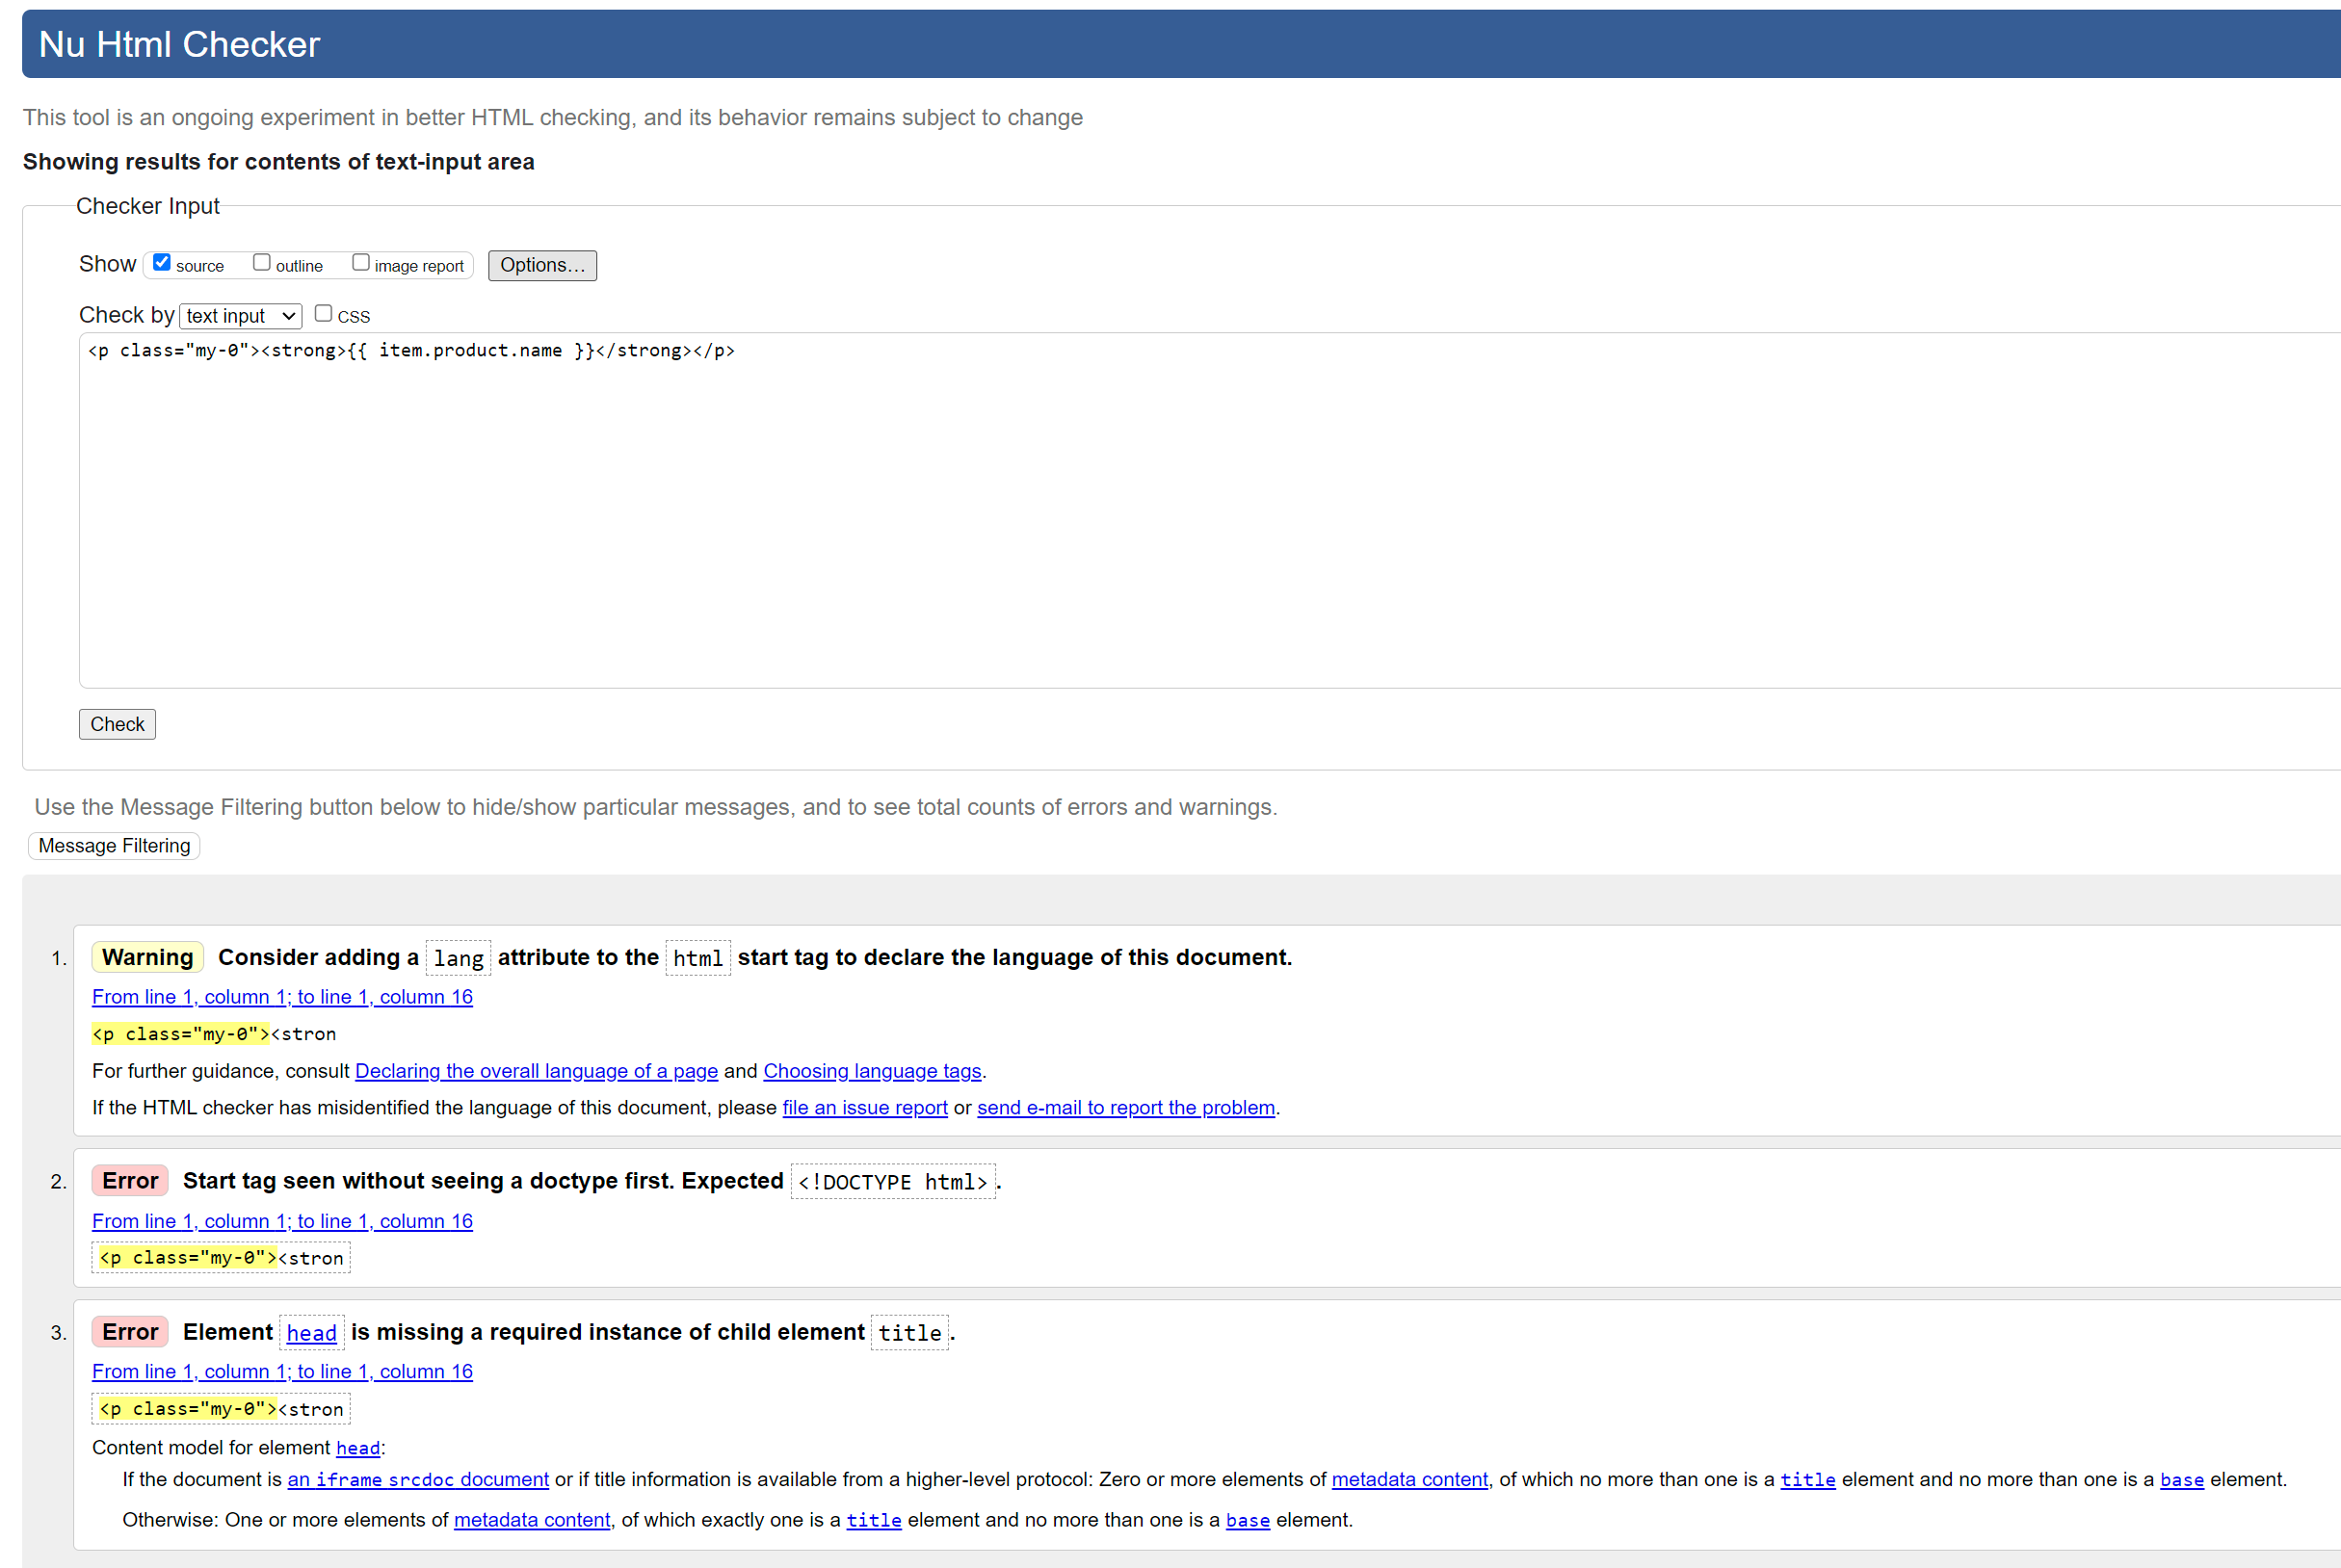 Nu Html Checker
This tool is an ongoing experiment in better HTML checking, and its behavior remains subject to change
Showing results for contents of text-input area
Checker Input
Show source outline image report Options...
Check by text input CSS
<p class="my-0"><strong>{{ item.product.name }}</strong></p>
Check
Use the Message Filtering button below to hide/show particular messages, and to see total counts of errors and warnings.
Message Filtering
1. Warning Consider adding a lang attribute to the html start tag to declare the language of this document.
From line 1, column 1; to line 1, column 16
<p class="my-0"><stron
For further guidance, consult Declaring the overall language of a page and Choosing language tags.
If the HTML checker has misidentified the language of this document, please file an issue report or send e-mail to report the problem.
2. Error Start tag seen without seeing a doctype first. Expected <!DOCTYPE html>.
From line 1, column 1; to line 1, column 16
<p class="my-0"><stron
3. Error Element head is missing a required instance of child element title.
From line 1, column 1; to line 1, column 16
<p class="my-0"><stron
Content model for element head:
If the document is an iframe srcdoc document or if title information is available from a higher-level protocol: Zero or more elements of metadata content, of which no more than one is a title element and no more than one is a base element.
Otherwise: One or more elements of metadata content, of which exactly one is a title element and no more than one is a base element.